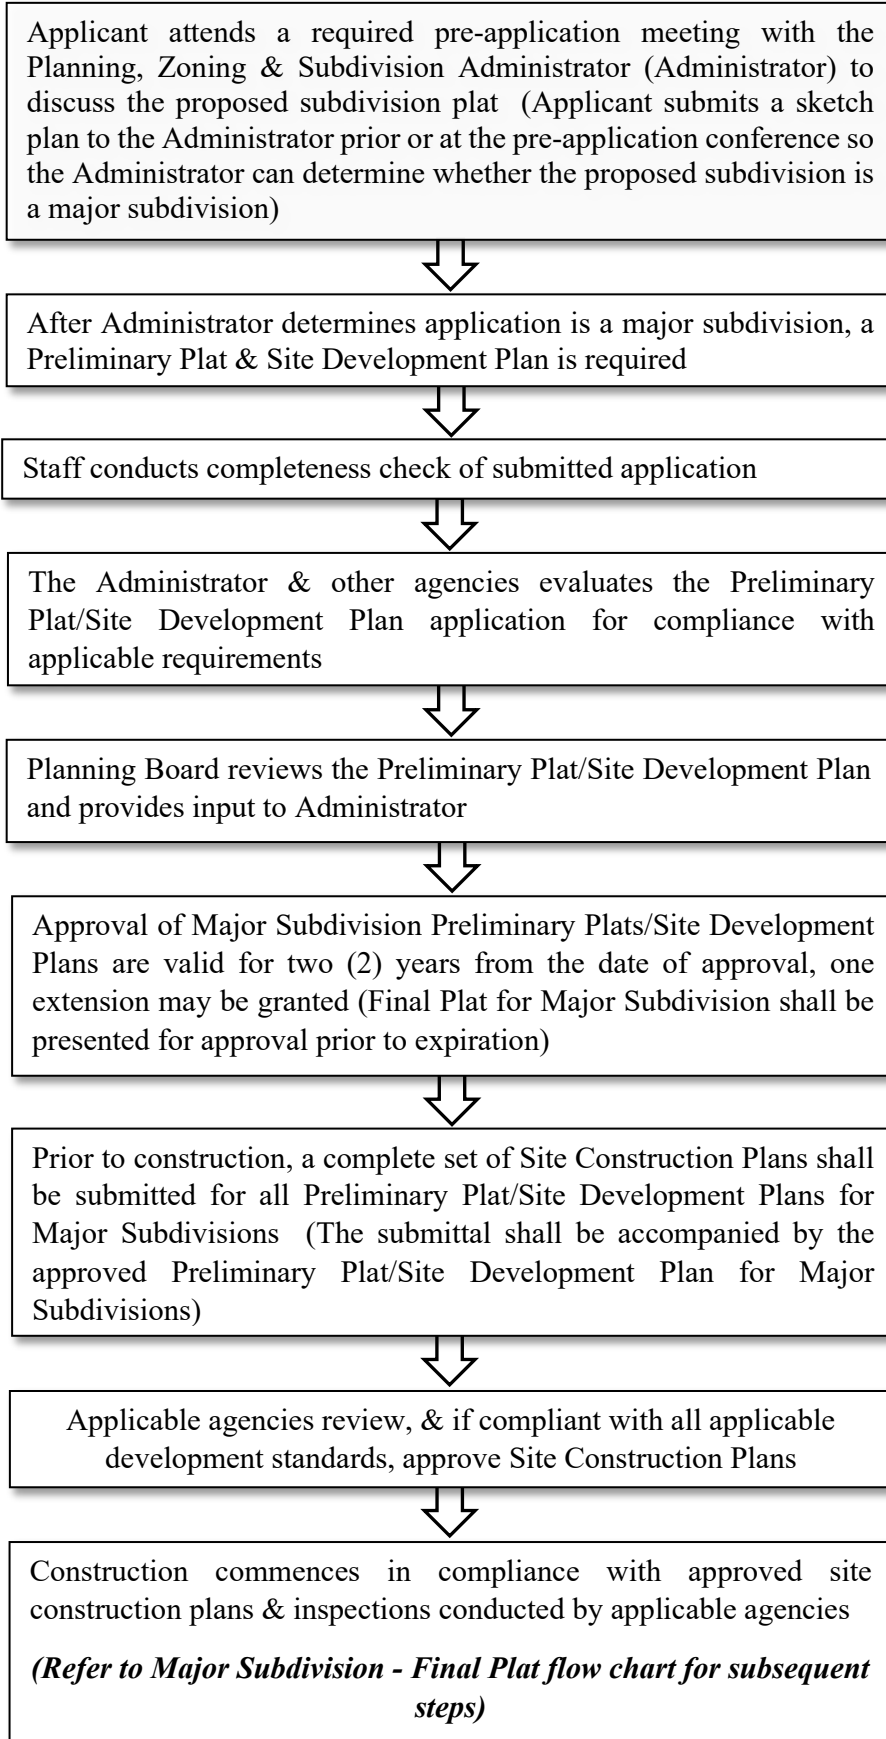 Applicant attends a required pre-application meeting with the
Planning, Zoning & Subdivision Administrator (Administrator) to
discuss the proposed subdivision plat (Applicant submits a sketch
plan to the Administrator prior or at the pre-application conference so
the Administrator can determine whether the proposed subdivision is
a major subdivision)
After Administrator determines application is a major subdivision, a
Preliminary Plat & Site Development Plan is required
Staff conducts completeness check of submitted application
The Administrator & other agencies evaluates the Preliminary
Plat/Site Development Plan application for compliance with
applicable requirements
Planning Board reviews the Preliminary Plat/Site Development Plan
and provides input to Administrator
Approval of Major Subdivision Preliminary Plats/Site Development
Plans are valid for two (2) years from the date of approval, one
extension may be granted (Final Plat for Major Subdivision shall be
presented for approval prior to expiration)
Prior to construction, a complete set of Site Construction Plans shall
be submitted for all Preliminary Plat/Site Development Plans for
Major Subdivisions (The submittal shall be accompanied by the
approved Preliminary Plat/Site Development Plan for Major
Subdivisions)
Applicable agencies review, & if compliant with all applicable
development standards, approve Site Construction Plans
Construction commences in compliance with approved site
construction plans & inspections conducted by applicable agencies
(Refer to Major Subdivision - Final Plat flow chart for subsequent
steps)